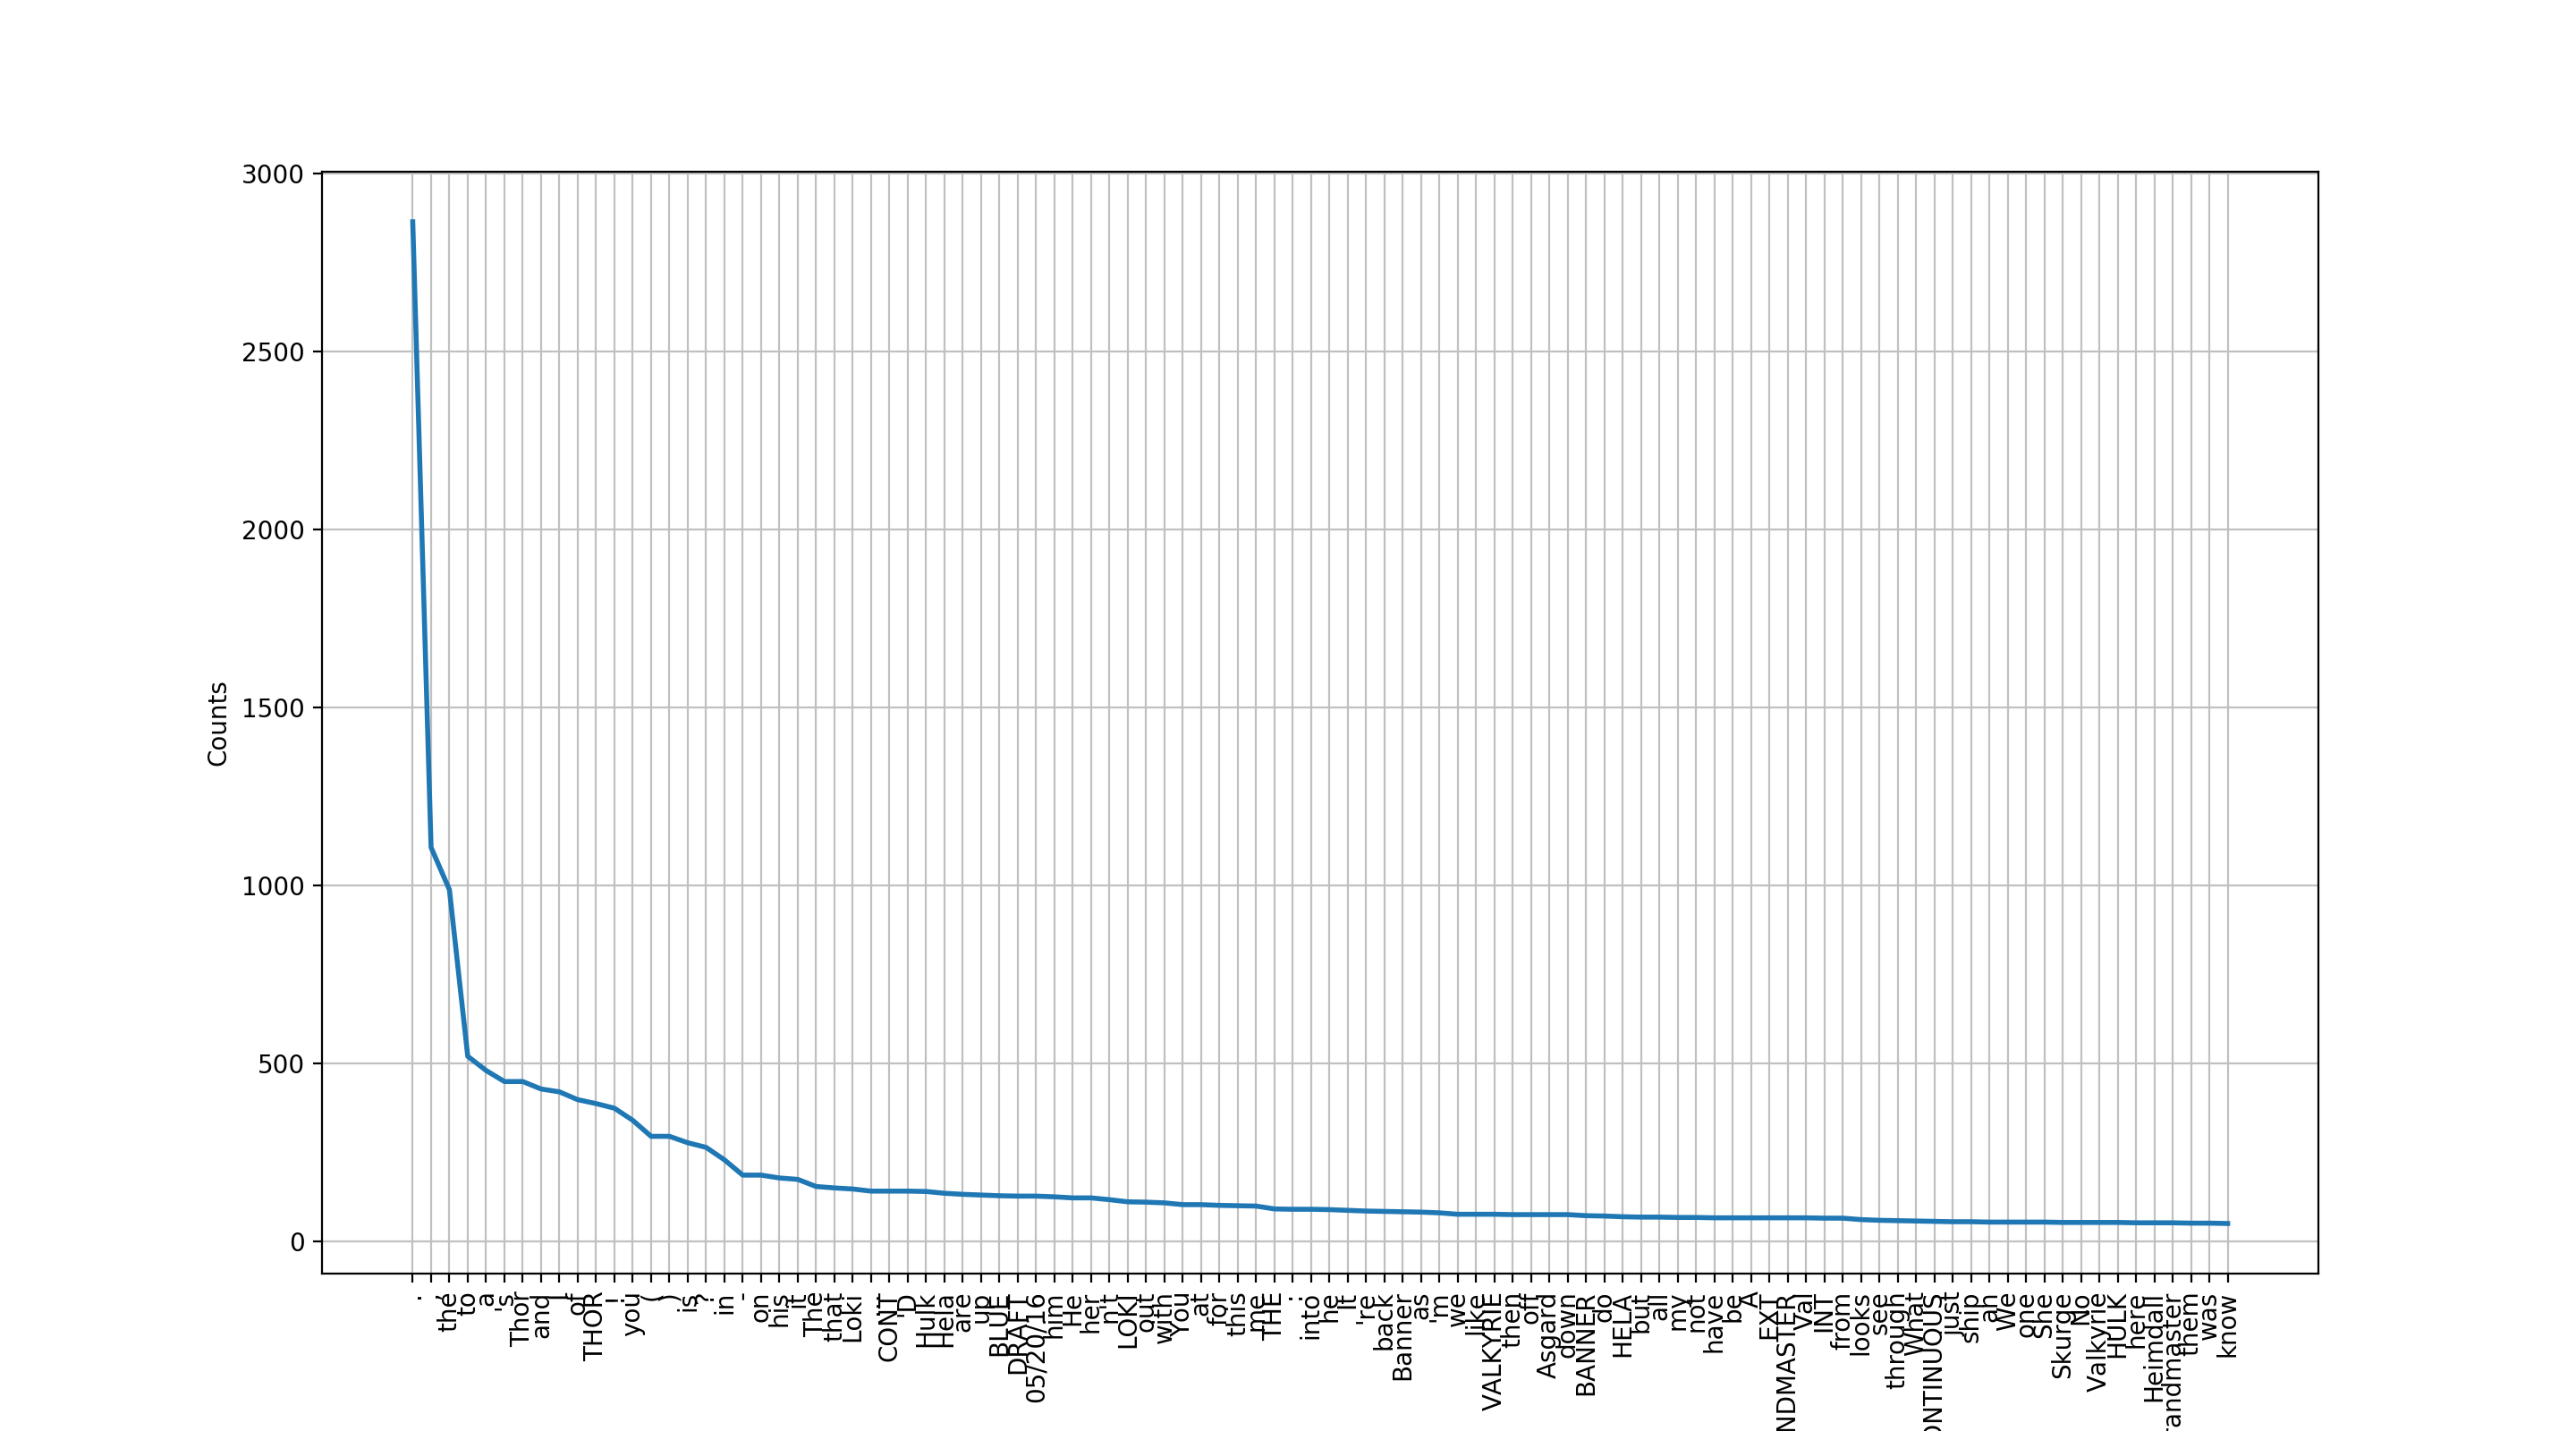 3000
2500
2000
1500
1000
500
0
Counts
.
,
the
to
a
's
Thor
and
I
of
THOR
!
you
(
)
is
?
in
-
on
his
it
The
that
Loki
CONT
'D
Hulk
Hela
are
up
BLUE
DRAFT
05/20/16
him
He
her
n't
LOKI
out
with
You
at
for
this
me
THE
:
into
he
It
're
back
Banner
as
'm
we
like
VALKYRIE
then
off
Asgard
down
BANNER
do
HELA
but
all
my
not
have
be
A
EXT
NDMASTER
Val
INT
from
looks
see
through
What
ONTINUOUS
just
ship
ah
We
one
She
Skurge
No
Valkyrie
HULK
here
Heimdall
randmaster
them
was
know